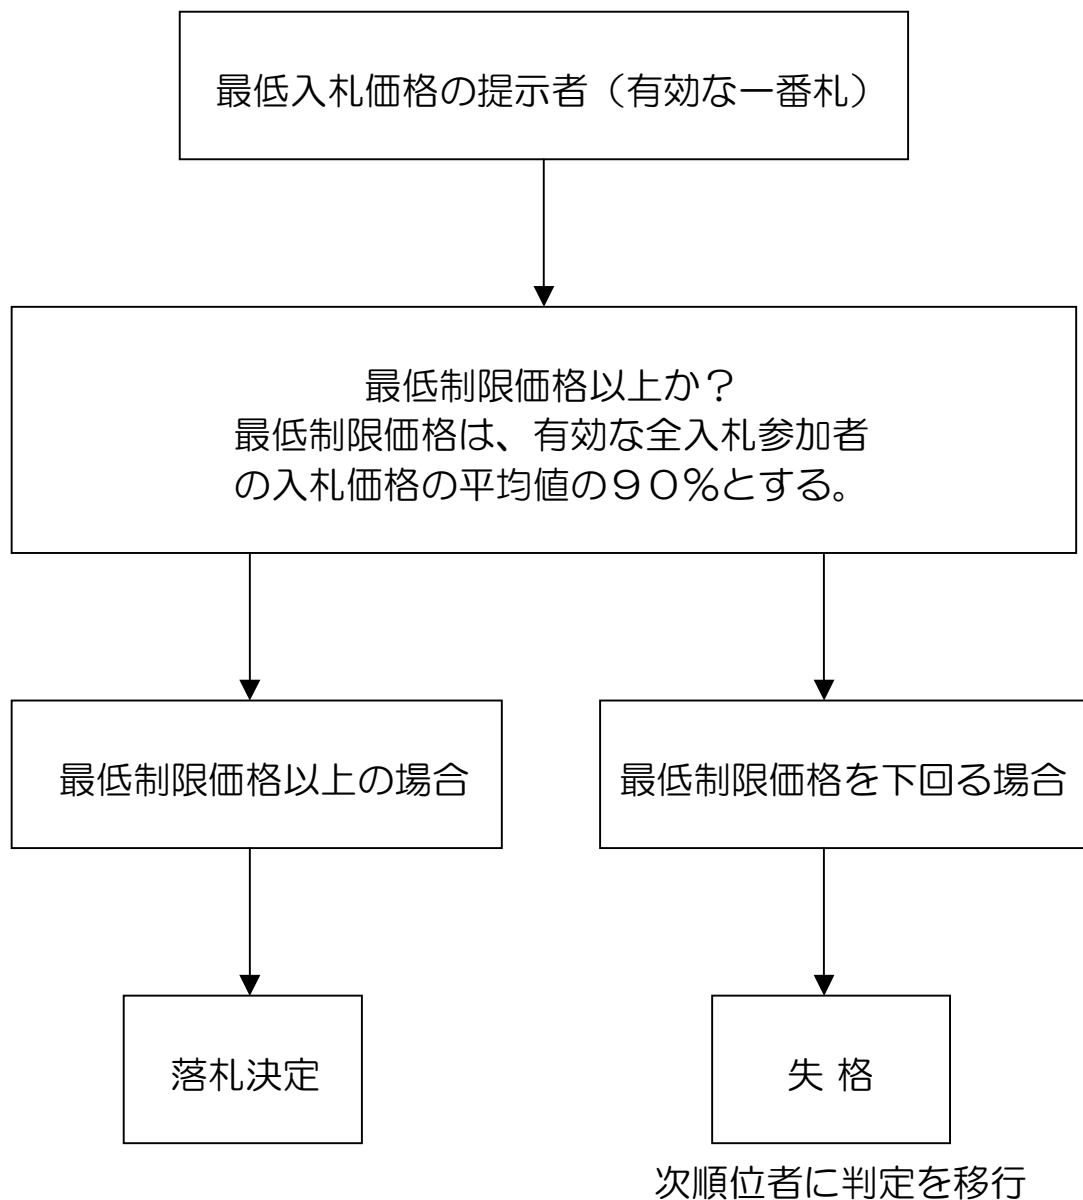 最低入札価格の提示者（有効な一番札）
最低制限価格以上か？
最低制限価格は、有効な全入札参加者
の入札価格の平均値の９０％とする。
最低制限価格以上の場合
最低制限価格を下回る場合
落札決定
失 格
次順位者に判定を移行